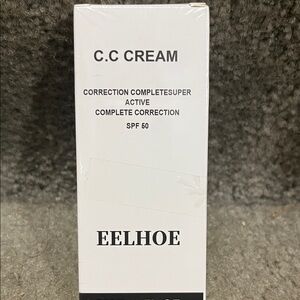 C.C CREAM
CORRECTION COMPLETESUPER
ACTIVE
COMPLETE CORRECTION
SPF 50
EELHOE